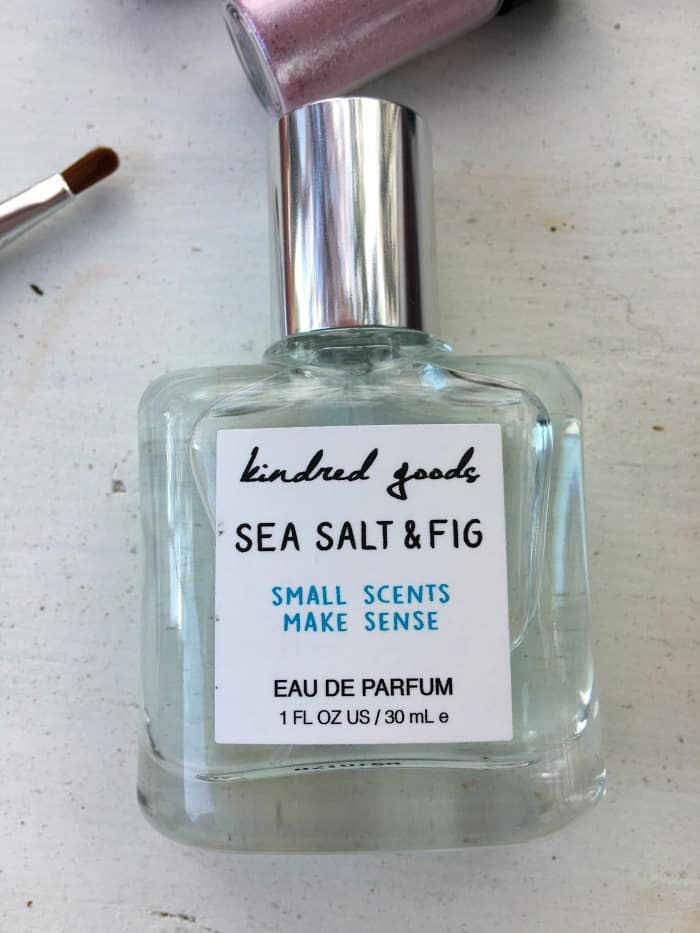 kindred goods
SEA SALT & FIG
SMALL SCENTS
MAKE SENSE
EAU DE PARFUM
1 FL OZ US / 30 mL e